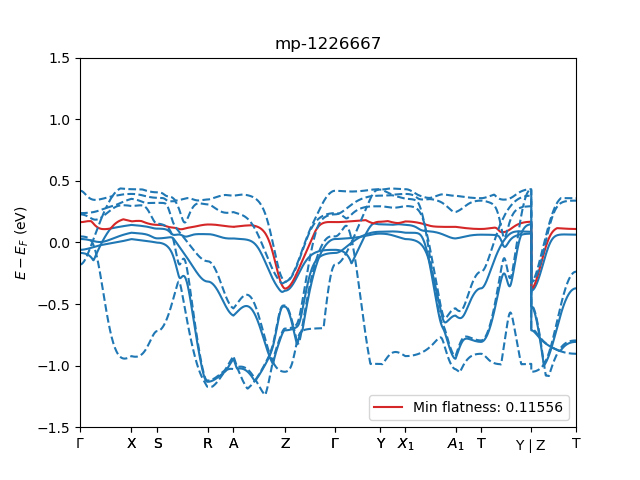 mp-1226667
E − E_F (eV)
1.5
1.0
0.5
0.0
−0.5
−1.0
−1.5
Min flatness: 0.11556
Γ X S R A Z Γ Y X₁ A₁ T Y | Z T